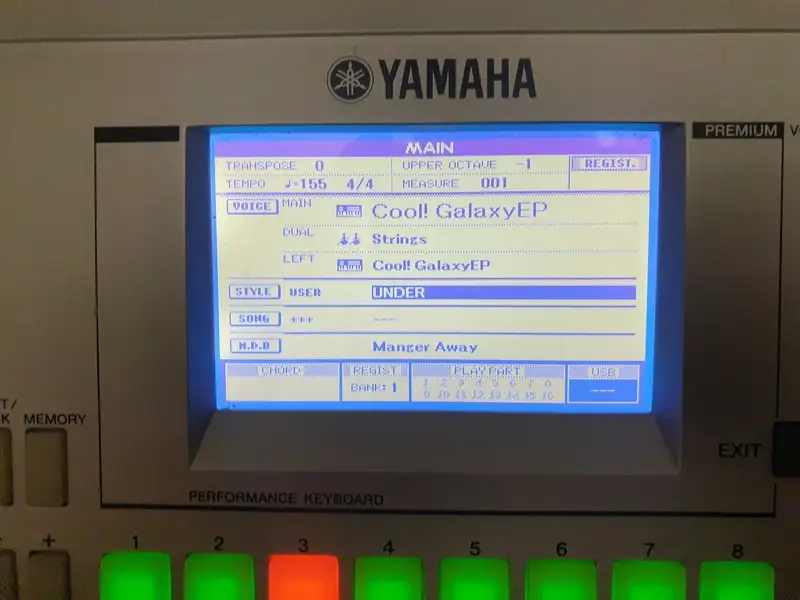 YAMAHA
PREMIUM V
MAIN
TRANSPOSE 0 UPPER OCTAVE -1 REGIST.
TEMPO ♩=155 4/4 MEASURE 001
VOICE MAIN Cool! GalaxyEP
DUAL Strings
LEFT Cool! GalaxyEP
STYLE USER UNDER
SONG *** ---
M.D.B Manger Away
CHORD REGIST PLAY PART USB
BANK: 1 1 2 3 4 5 6 7 8 ---
9 10 11 12 13 14 15 16
T/
K MEMORY
EXIT
PERFORMANCE KEYBOARD
+
1 2 3 4 5 6 7 8